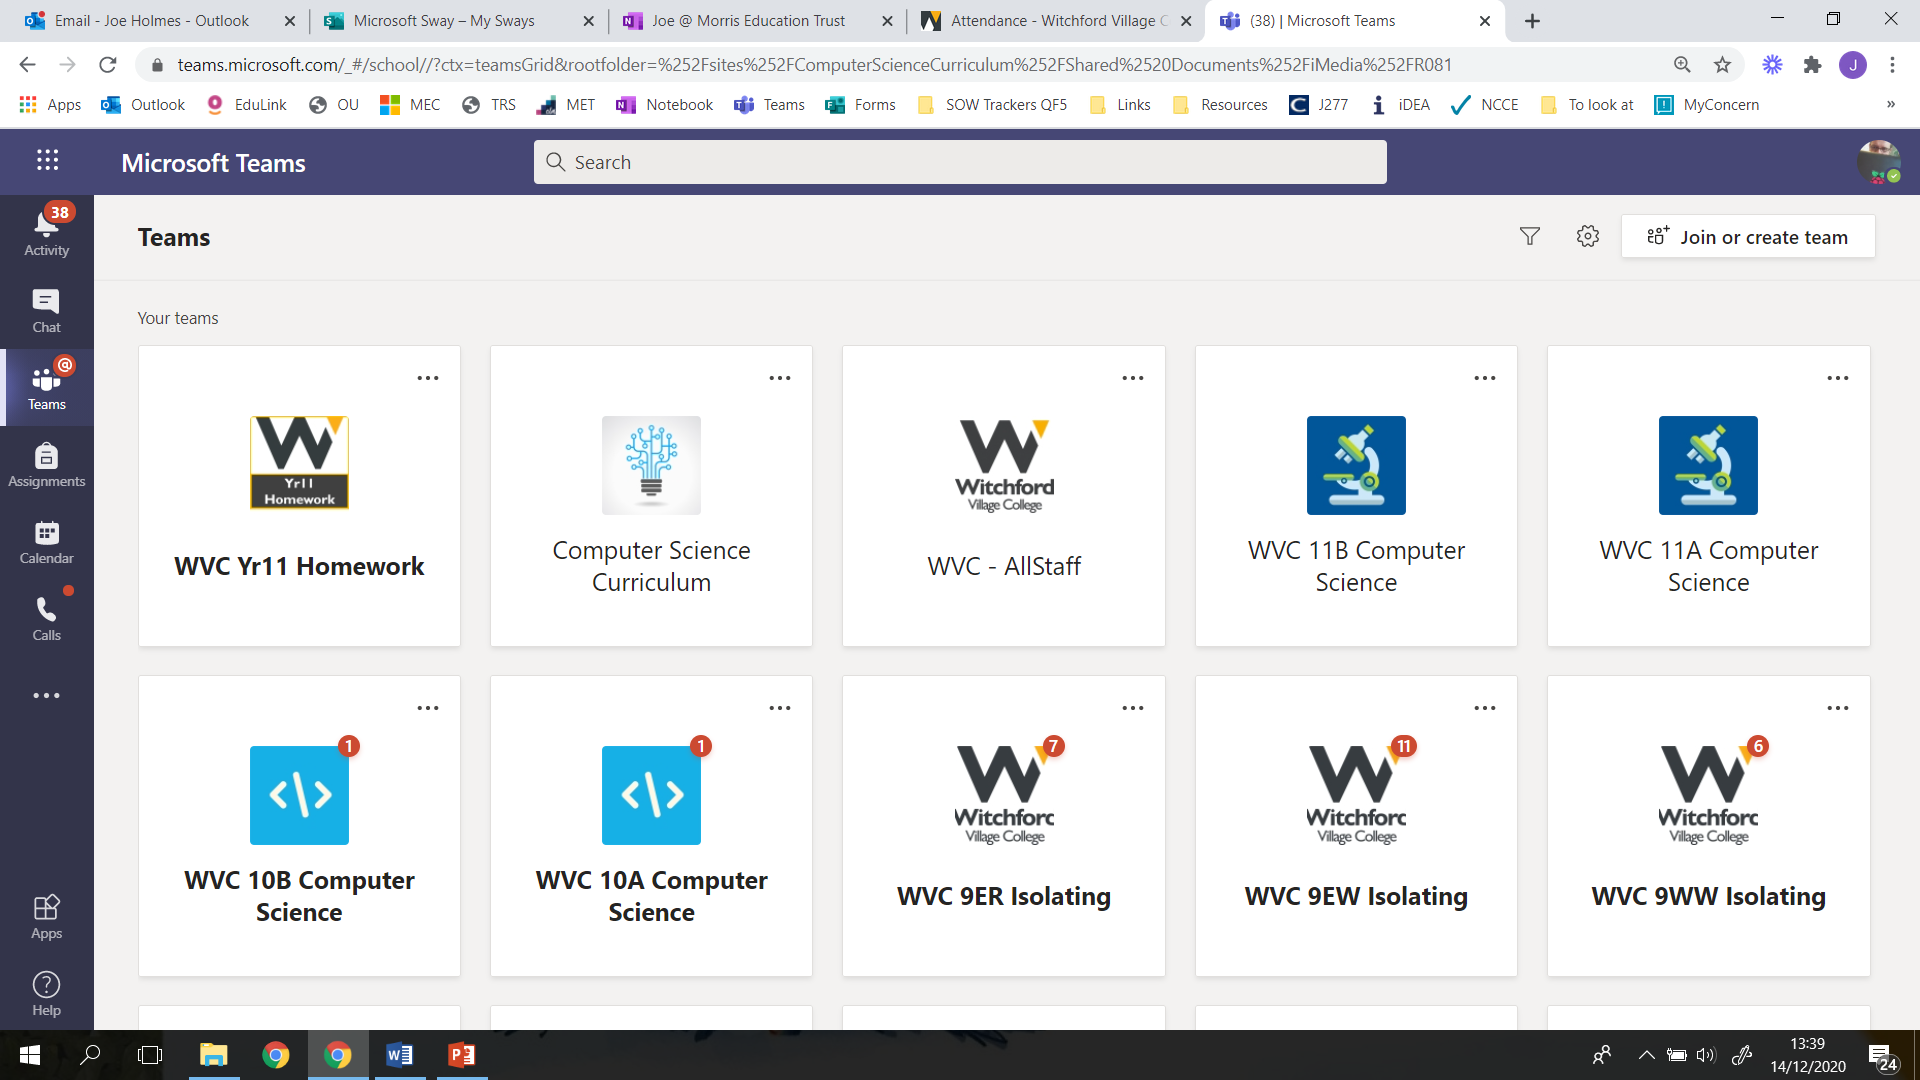 Email - Joe Holmes - Outlook
Microsoft Sway – My Sways
Joe @ Morris Education Trust
Attendance - Witchford Village C
(38) | Microsoft Teams
teams.microsoft.com/_#/school//?ctx=teamsGrid&rootfolder=%252Fsites%252FComputerScienceCurriculum%252FShared%2520Documents%252FiMedia%252FR081
J
Apps
Outlook
EduLink
OU
MEC
TRS
MET
Notebook
Teams
Forms
SOW Trackers QF5
Links
Resources
J277
iDEA
NCCE
To look at
MyConcern
»
Microsoft Teams
Search
38
Activity
Chat
@
Teams
Assignments
Calendar
Calls
Apps
Help
Teams
Join or create team
Your teams
Yr11
Homework
WVC Yr11 Homework
Computer Science
Curriculum
Witchford
Village College
WVC - AllStaff
WVC 11B Computer
Science
WVC 11A Computer
Science
1
WVC 10B Computer
Science
1
WVC 10A Computer
Science
7
Witchforc
Village College
WVC 9ER Isolating
11
Witchforc
Village College
WVC 9EW Isolating
6
Witchforc
Village College
WVC 9WW Isolating
13:39
14/12/2020
24